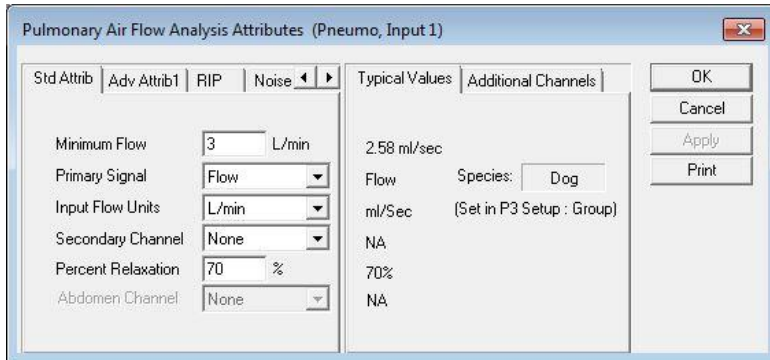 Pulmonary Air Flow Analysis Attributes (Pneumo, Input 1)
Std Attrib Adv Attrib1 RIP Noise
Typical Values Additional Channels
OK
Cancel
Apply
Print
Minimum Flow 3 L/min
Primary Signal Flow
Input Flow Units L/min
Secondary Channel None
Percent Relaxation 70 %
Abdomen Channel None
2.58 ml/sec
Flow Species: Dog
ml/Sec (Set in P3 Setup : Group)
NA
70%
NA